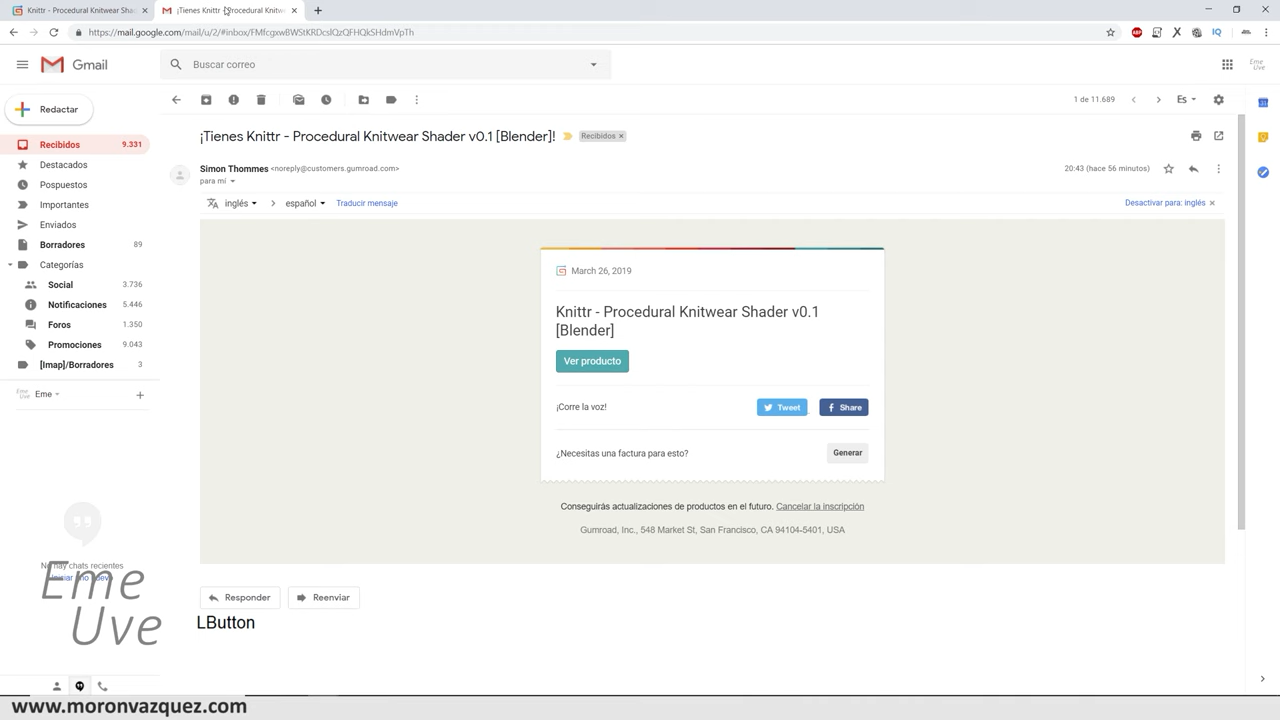 Knittr - Procedural Knitwear Shad
¡Tienes Knittr - Procedural Knitw
https://mail.google.com/mail/u/2/#inbox/FMfcgxwBWStKRDcslQzQFHQkSHdmVpTh
Gmail
Buscar correo
Eme Uve
Redactar
1 de 11.689
Es
Recibidos 9.331
Destacados
Pospuestos
Importantes
Enviados
Borradores 89
Categorías
Social 3.736
Notificaciones 5.446
Foros 1.350
Promociones 9.043
[Imap]/Borradores 3
Eme
¡Tienes Knittr - Procedural Knitwear Shader v0.1 [Blender]!
Recibidos ×
Simon Thommes <noreply@customers.gumroad.com>
20:43 (hace 56 minutos)
para mí
inglés
español
Traducir mensaje
Desactivar para: inglés ×
March 26, 2019
Knittr - Procedural Knitwear Shader v0.1
[Blender]
Ver producto
¡Corre la voz!
Tweet
Share
¿Necesitas una factura para esto?
Generar
Conseguirás actualizaciones de productos en el futuro. Cancelar la inscripción
Gumroad, Inc., 548 Market St, San Francisco, CA 94104-5401, USA
No hay chats recientes
Responder
Reenviar
Eme
Uve
LButton
www.moronvazquez.com